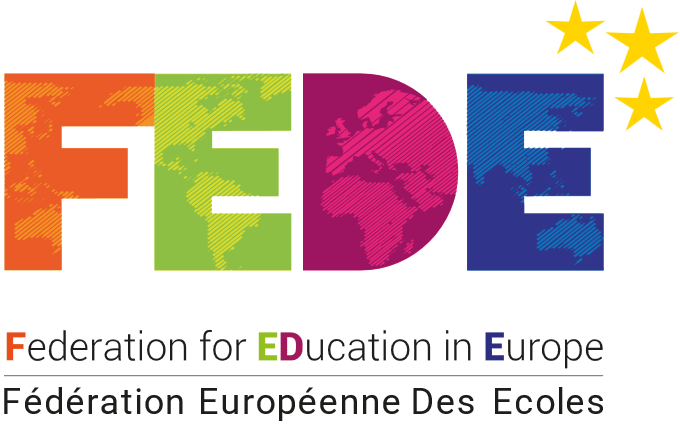 FEDE
Federation for EDucation in Europe
Fédération Européenne Des Ecoles